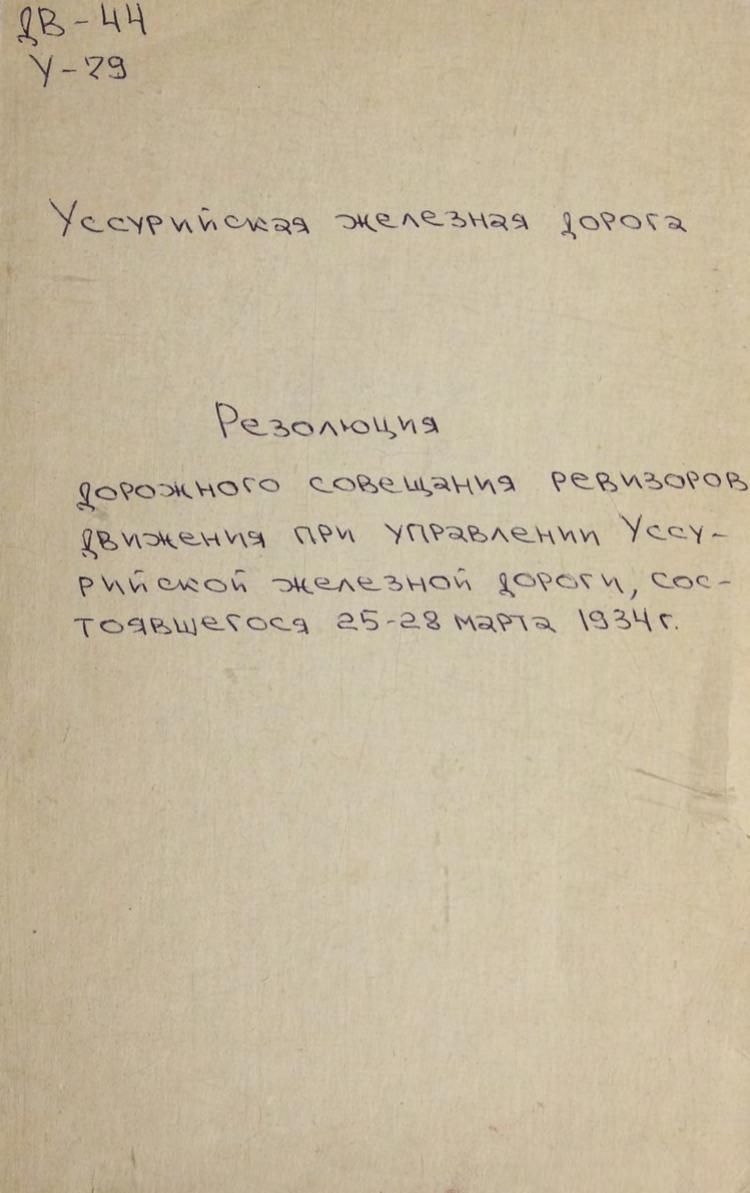 ДВ-44
У-79
Уссурийская железная дорога
Резолюция
дорожного совещания ревизоров
движения при управлении Уссу-
рийской железной дороги, сос-
тоявшегося 25-28 марта 1934 г.